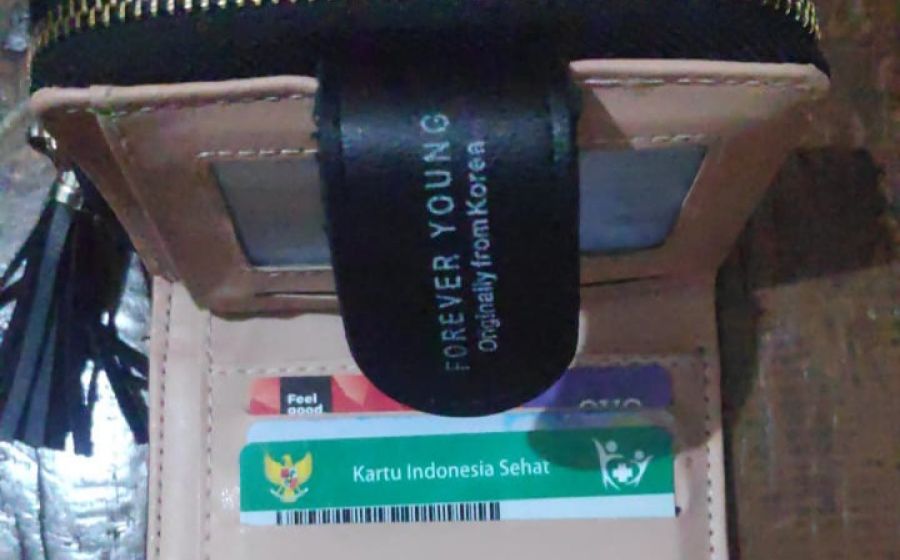 FOREVER YOUNG
Originally from Korea
Feel
good
Kartu Indonesia Sehat